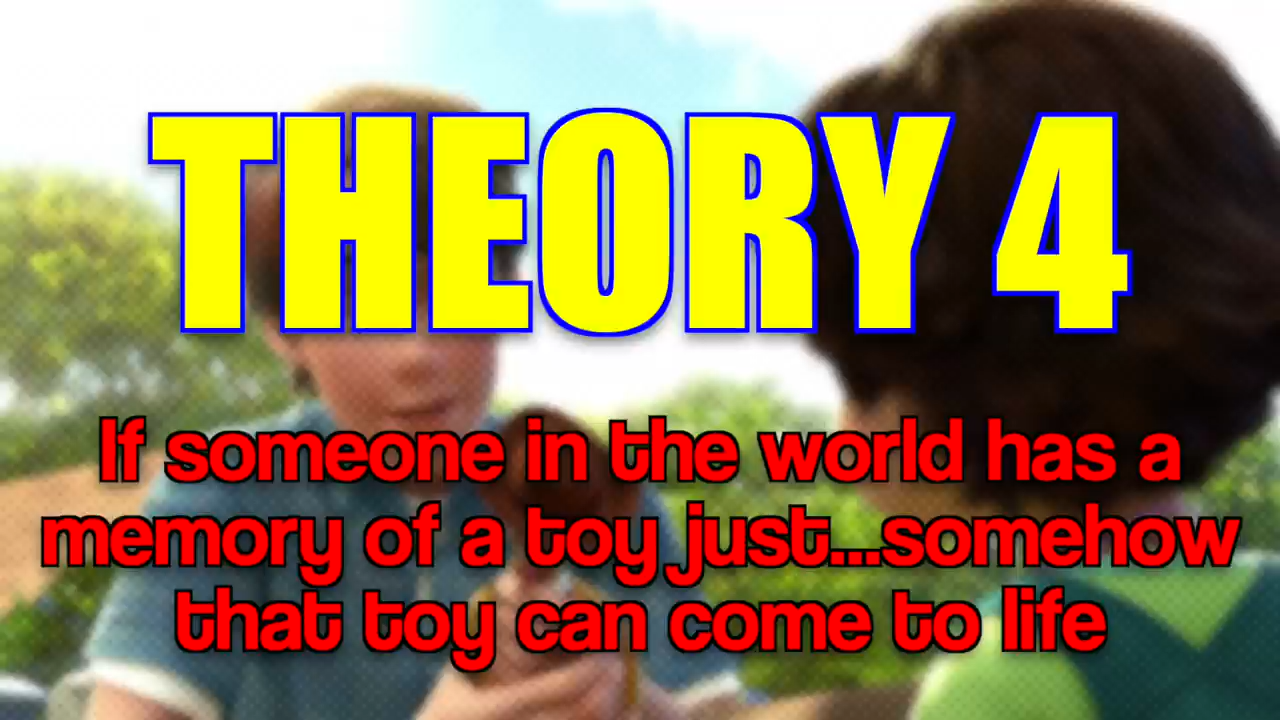 THEORY 4
If someone in the world has a
memory of a toy just...somehow
that toy can come to life